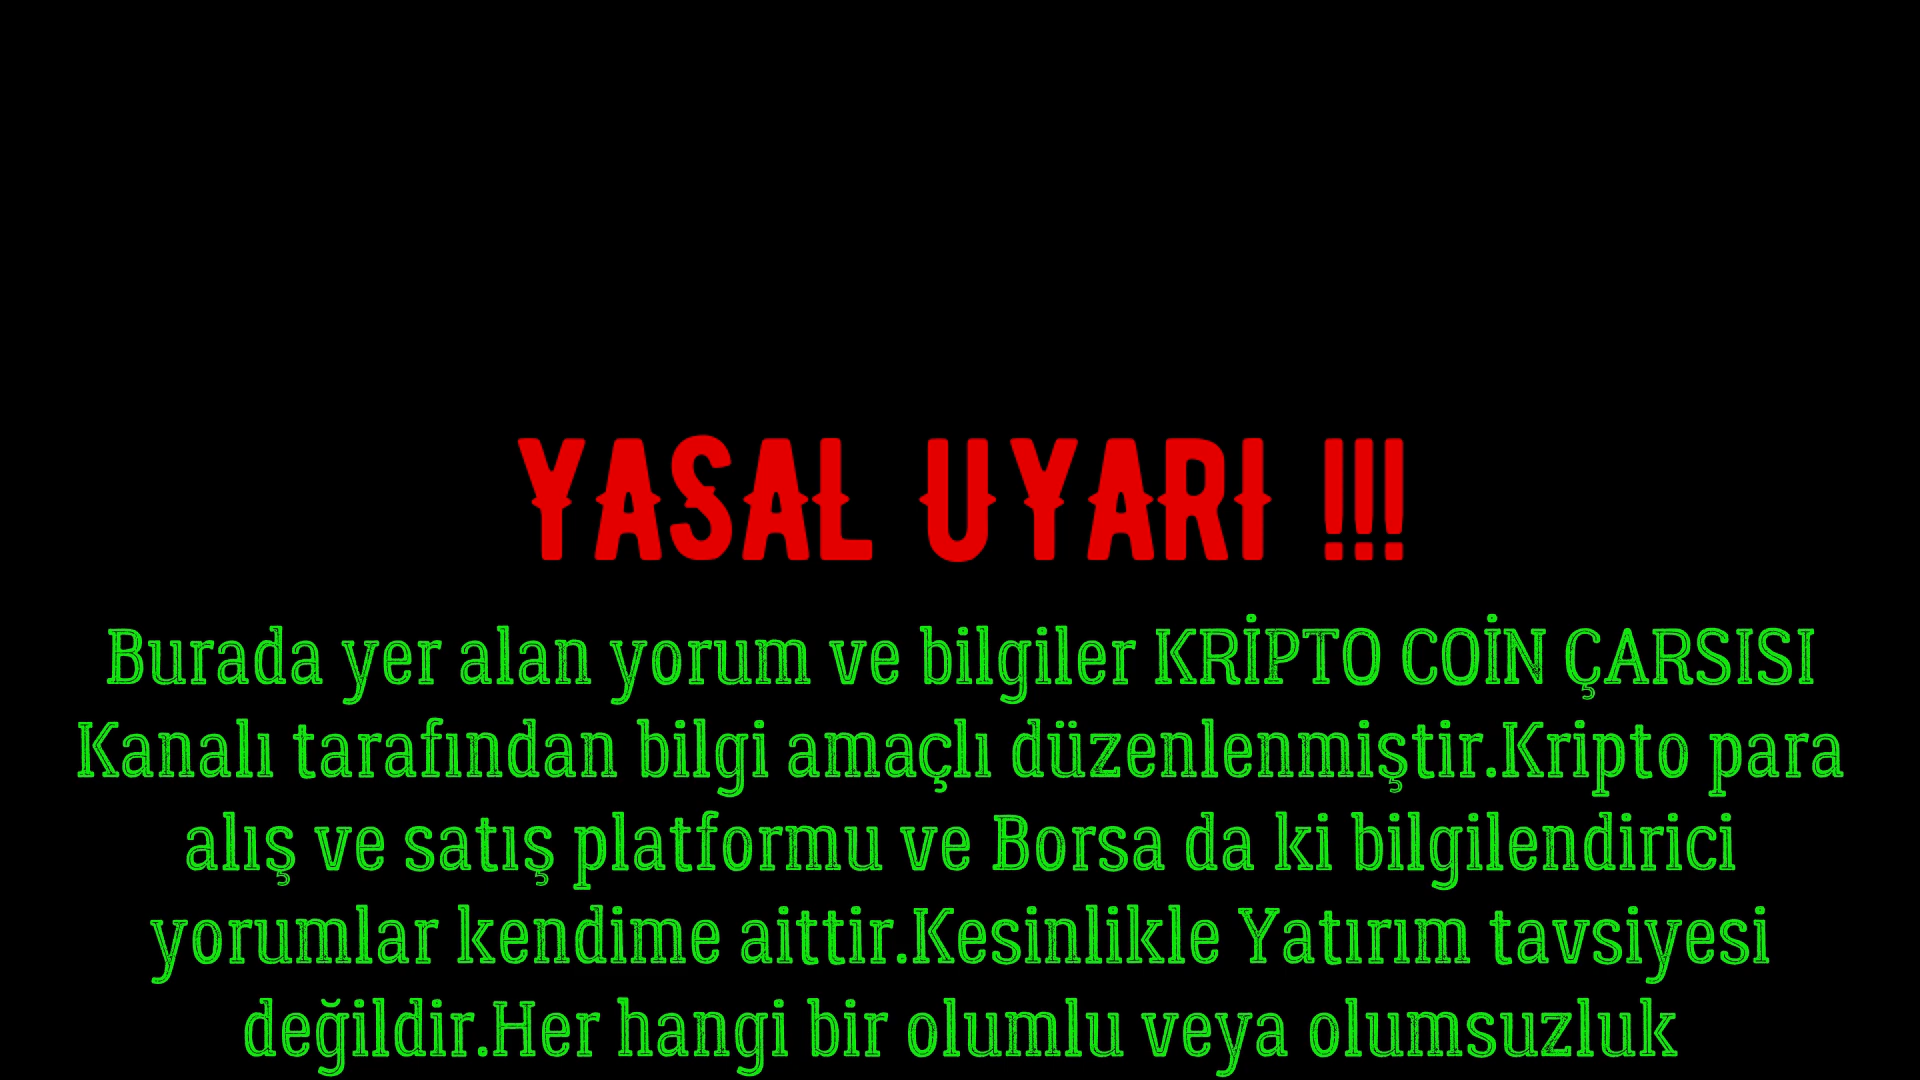 YASAL UYARI !!!
Burada yer alan yorum ve bilgiler KRİPTO COİN ÇARSISI
Kanalı tarafından bilgi amaçlı düzenlenmiştir.Kripto para
alış ve satış platformu ve Borsa da ki bilgilendirici
yorumlar kendime aittir.Kesinlikle Yatırım tavsiyesi
değildir.Her hangi bir olumlu veya olumsuzluk